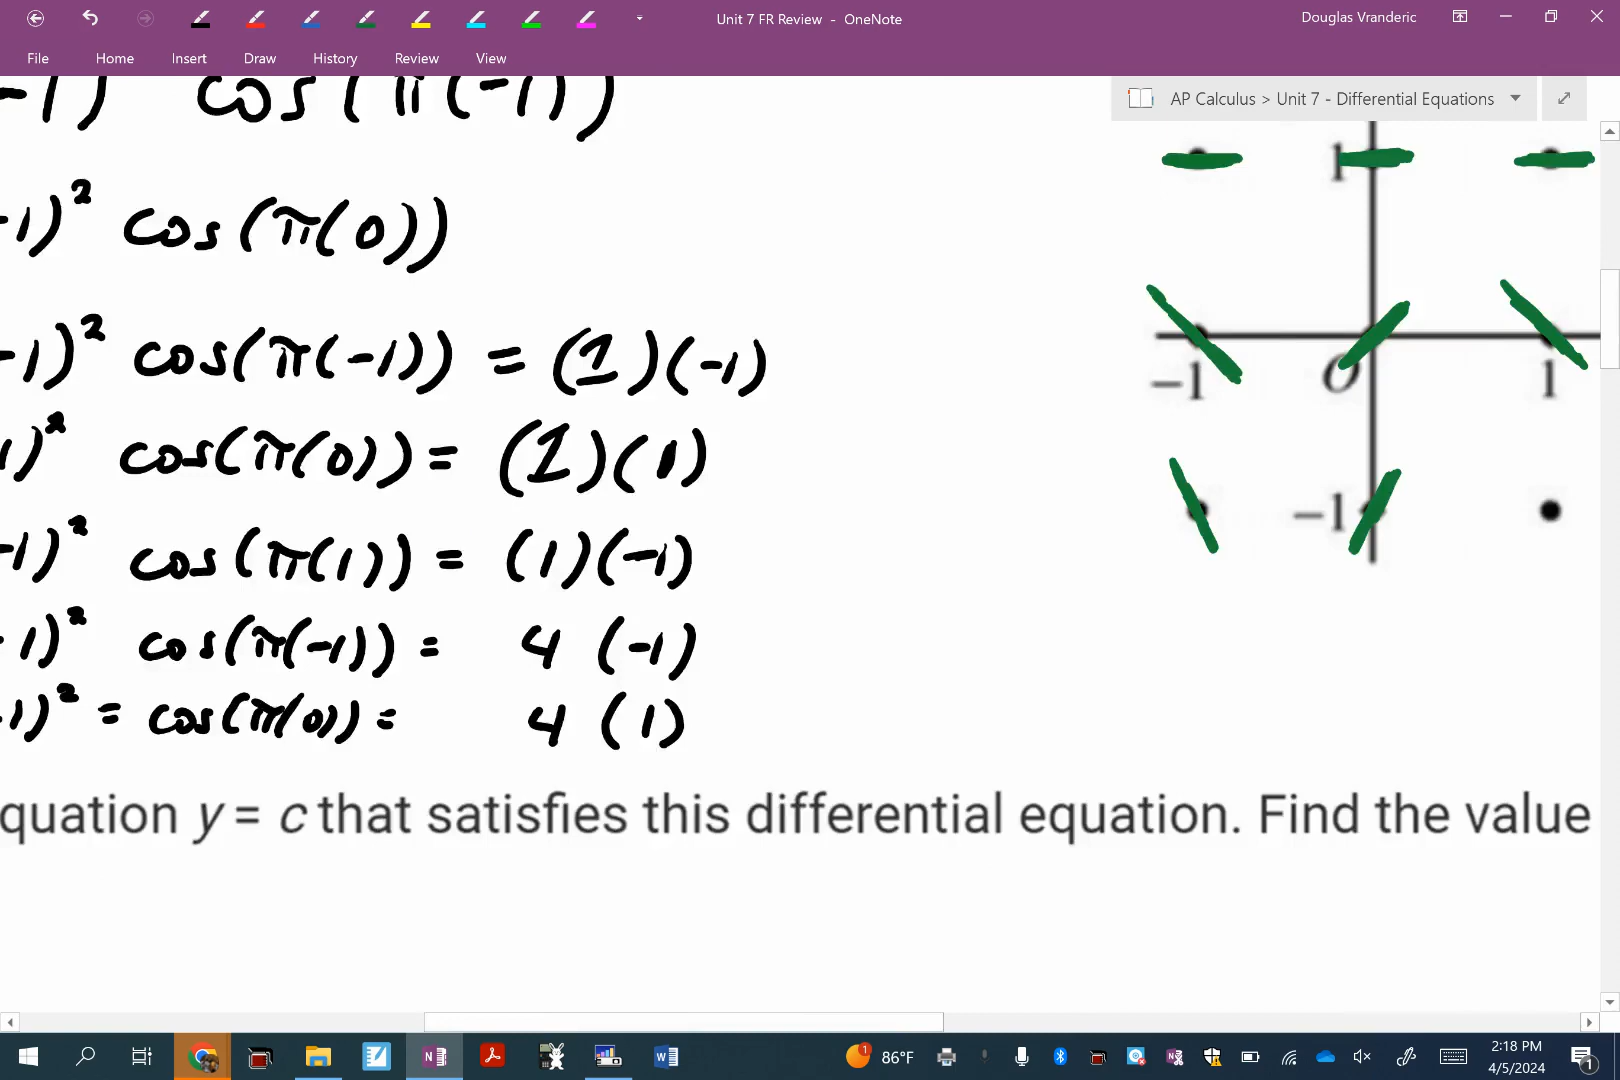 Unit 7 FR Review - OneNote
Douglas Vranderic
File Home Insert Draw History Review View
AP Calculus > Unit 7 - Differential Equations
-1) cos(π(-1))
-1)² cos(π(0))
-1)² cos(π(-1)) = (1)(-1)
1)² cos(π(0)) = (1)(1)
-1)² cos(π(1)) = (1)(-1)
-1)² cos(π(-1)) = 4 (-1)
-1)² = cos(π(0)) = 4 (1)
1
-1 O 1
-1
quation y = c that satisfies this differential equation. Find the value
86°F
2:18 PM
4/5/2024